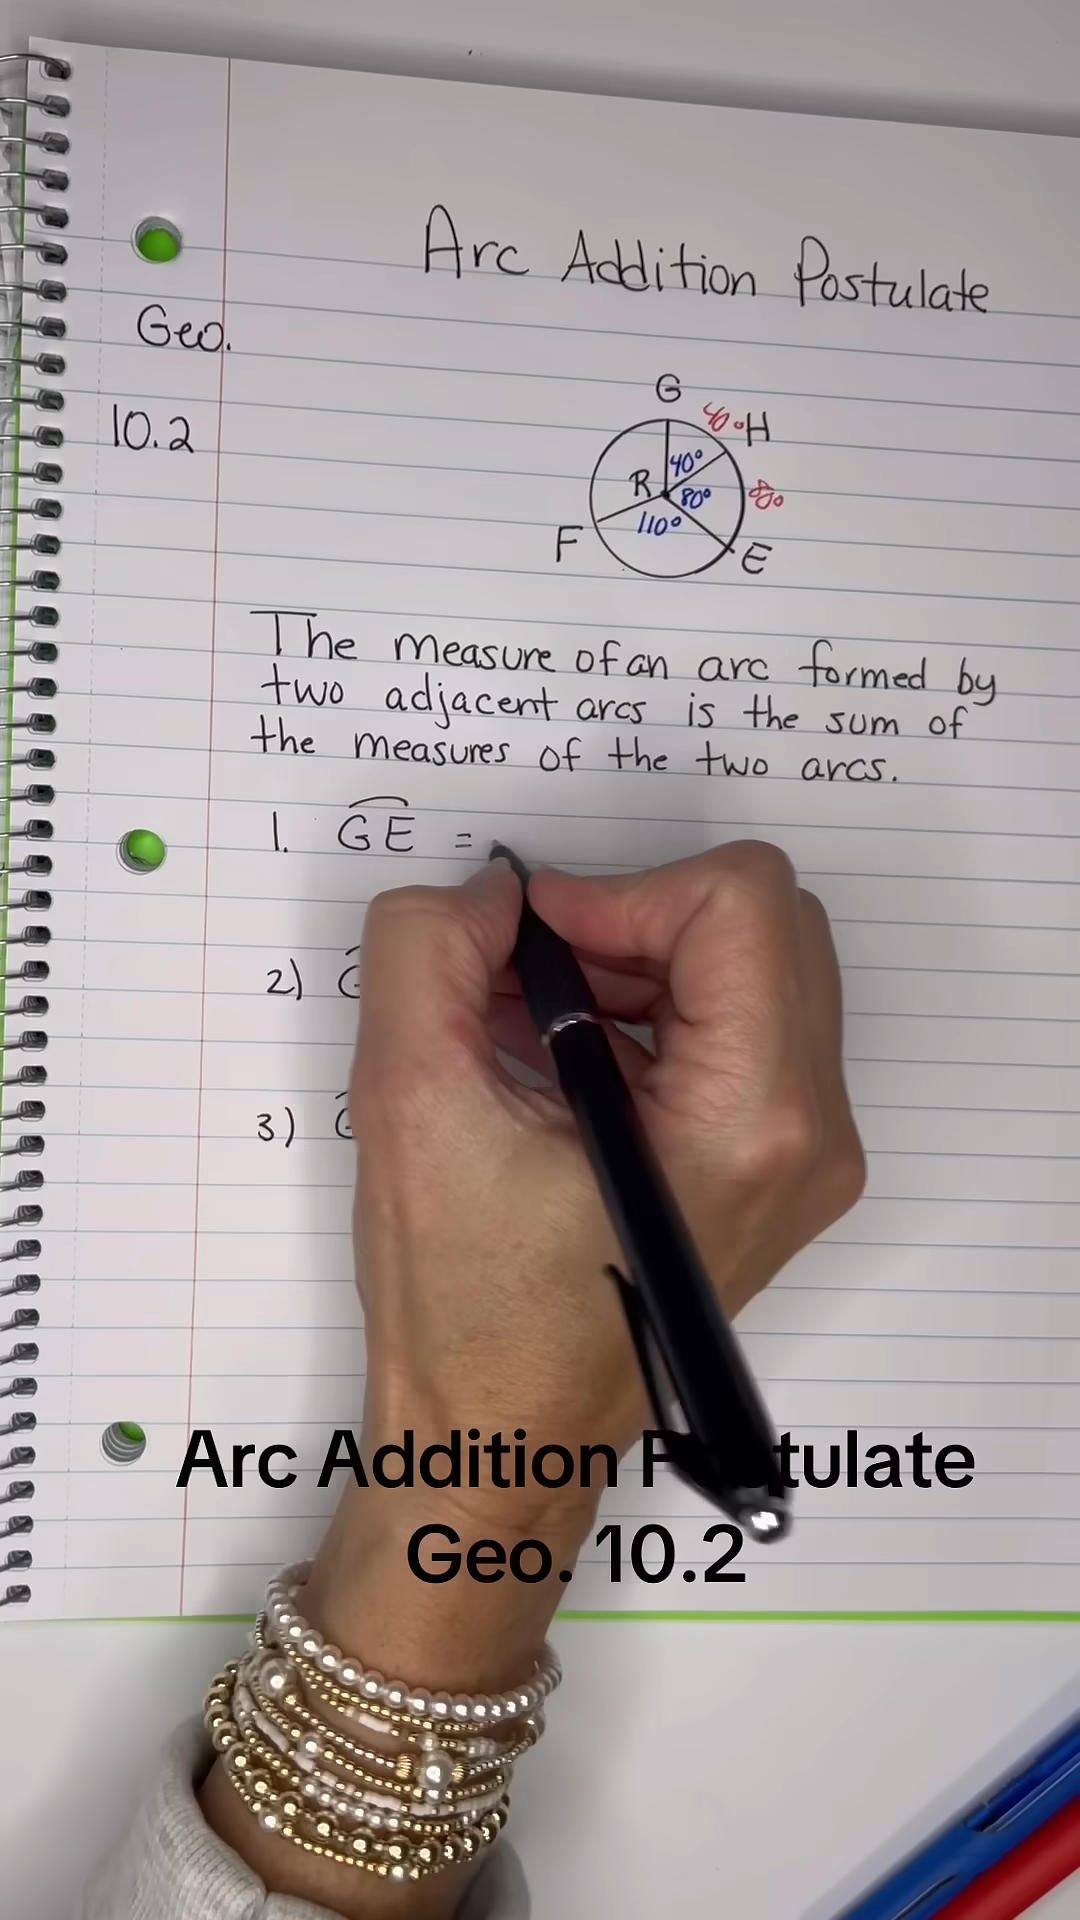 Arc Addition Postulate
Geo.
10.2
G
40° H
40°
R 80° 80°
110°
F E
The measure of an arc formed by
two adjacent arcs is the sum of
the measures of the two arcs.
1. GE =
2) G
3) G
Arc Addition Postulate
Geo. 10.2